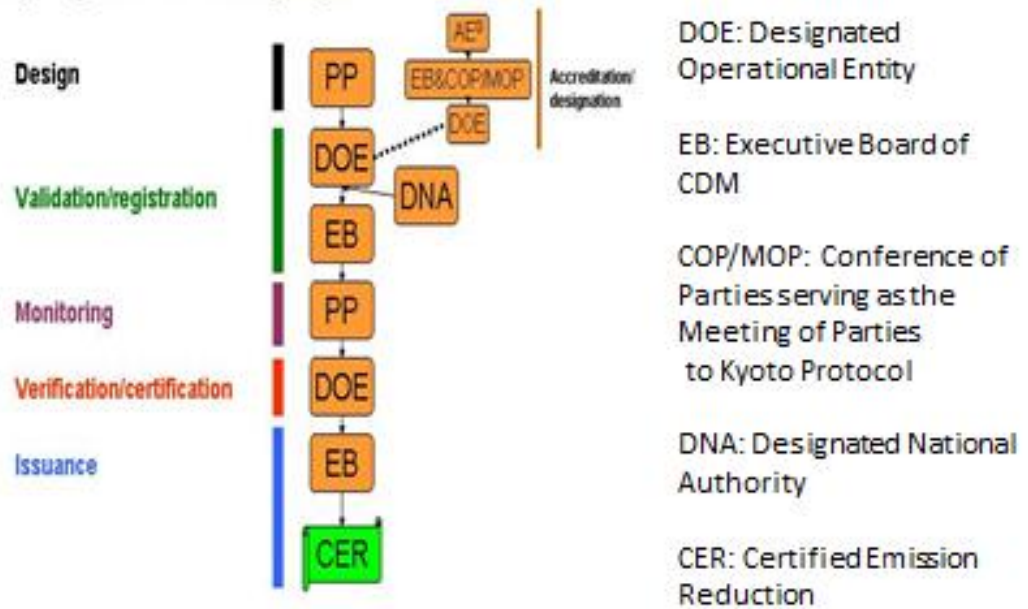 Design
PP
AE
EB&COP/MOP
DOE
Accreditation/
designation
Validation/registration
DOE
DNA
EB
Monitoring
PP
Verification/certification
DOE
Issuance
EB
CER
DOE: Designated
Operational Entity
EB: Executive Board of
CDM
COP/MOP: Conference of
Parties serving as the
Meeting of Parties
to Kyoto Protocol
DNA: Designated National
Authority
CER: Certified Emission
Reduction